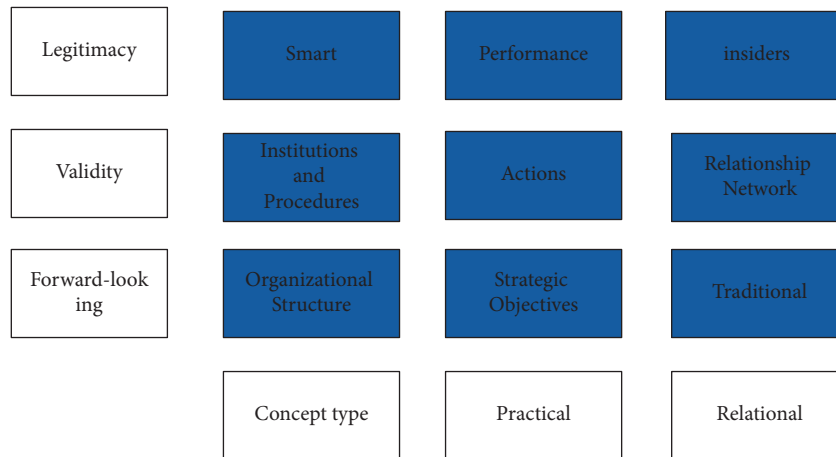 Legitimacy
Smart
Performance
insiders
Validity
Institutions
and
Procedures
Actions
Relationship
Network
Forward-look
ing
Organizational
Structure
Strategic
Objectives
Traditional
Concept type
Practical
Relational